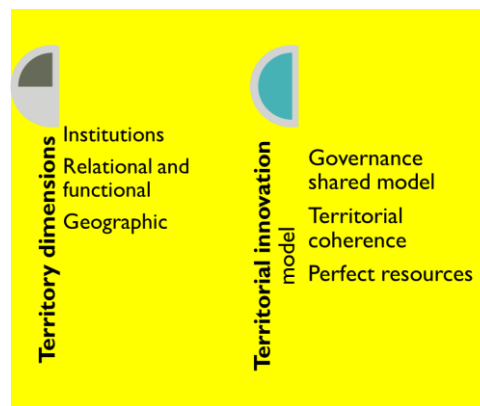 Territory dimensions
Institutions
Relational and
functional
Geographic
Territorial innovation
model
Governance
shared model
Territorial
coherence
Perfect resources